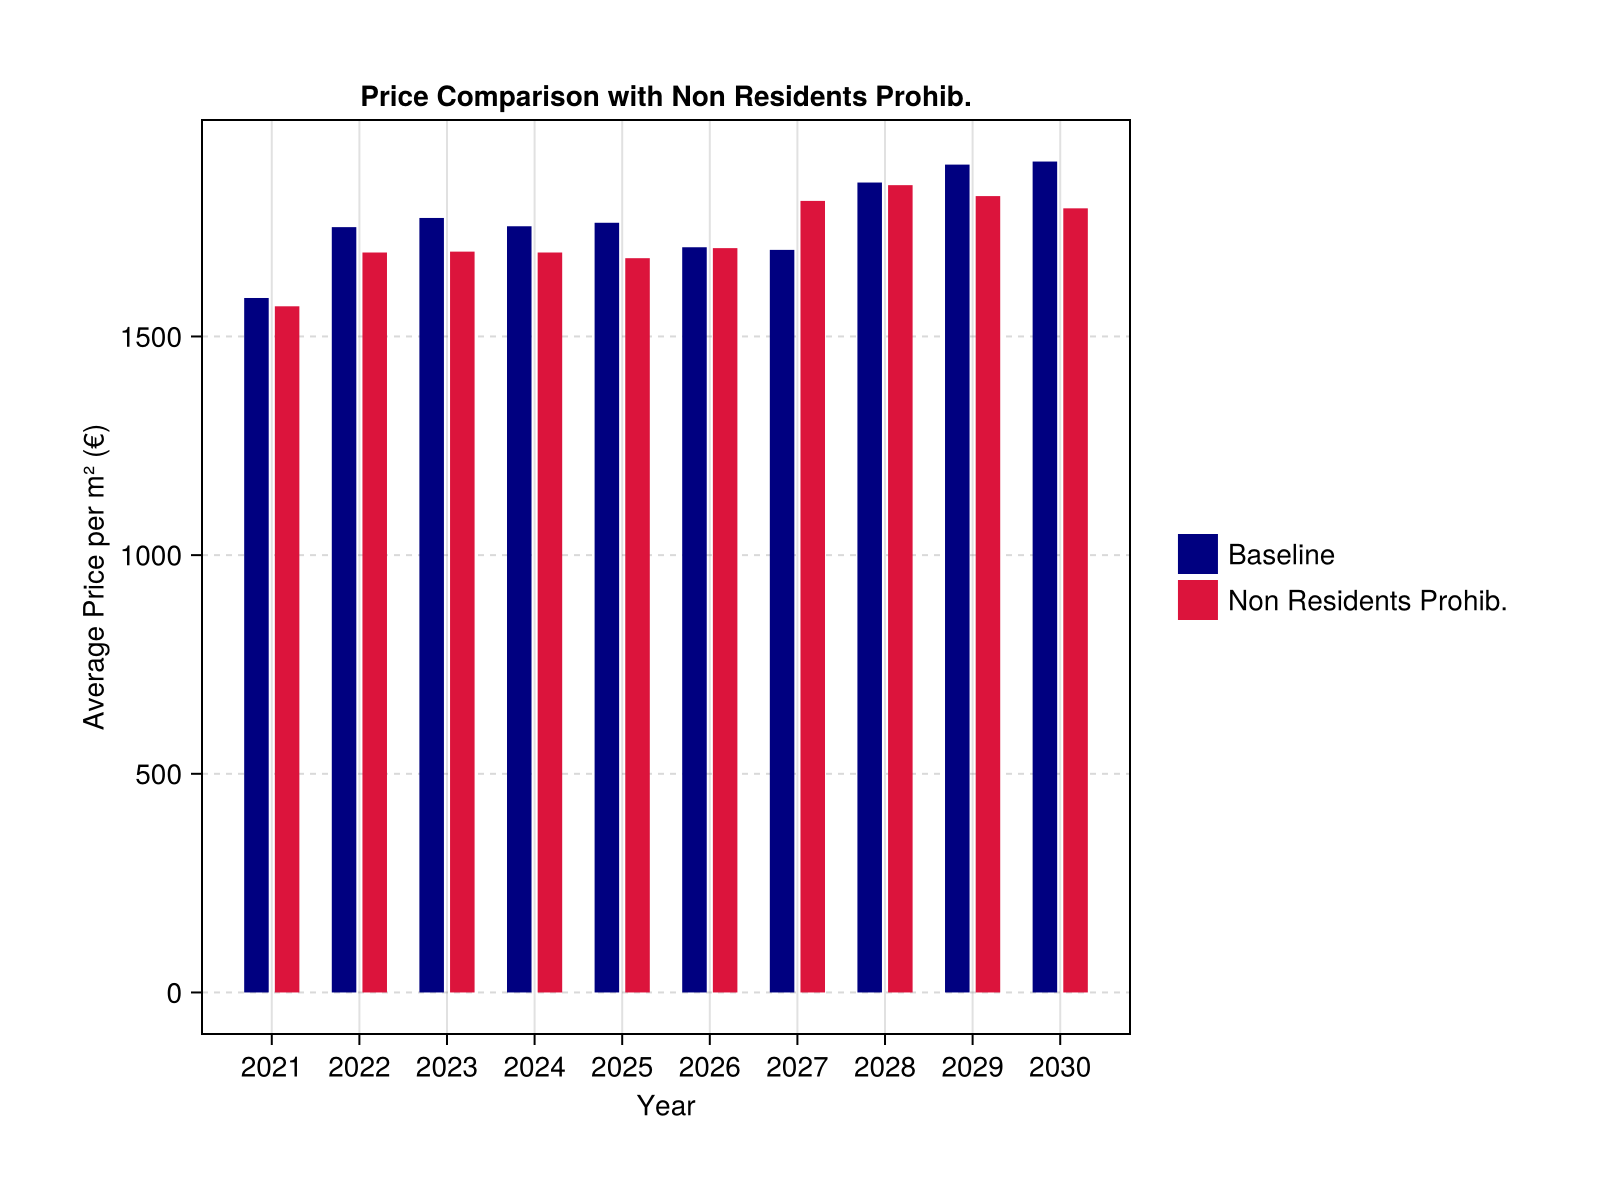 Price Comparison with Non Residents Prohib.
Average Price per m² (€)
1500
1000
500
0
2021 2022 2023 2024 2025 2026 2027 2028 2029 2030
Year
Baseline
Non Residents Prohib.